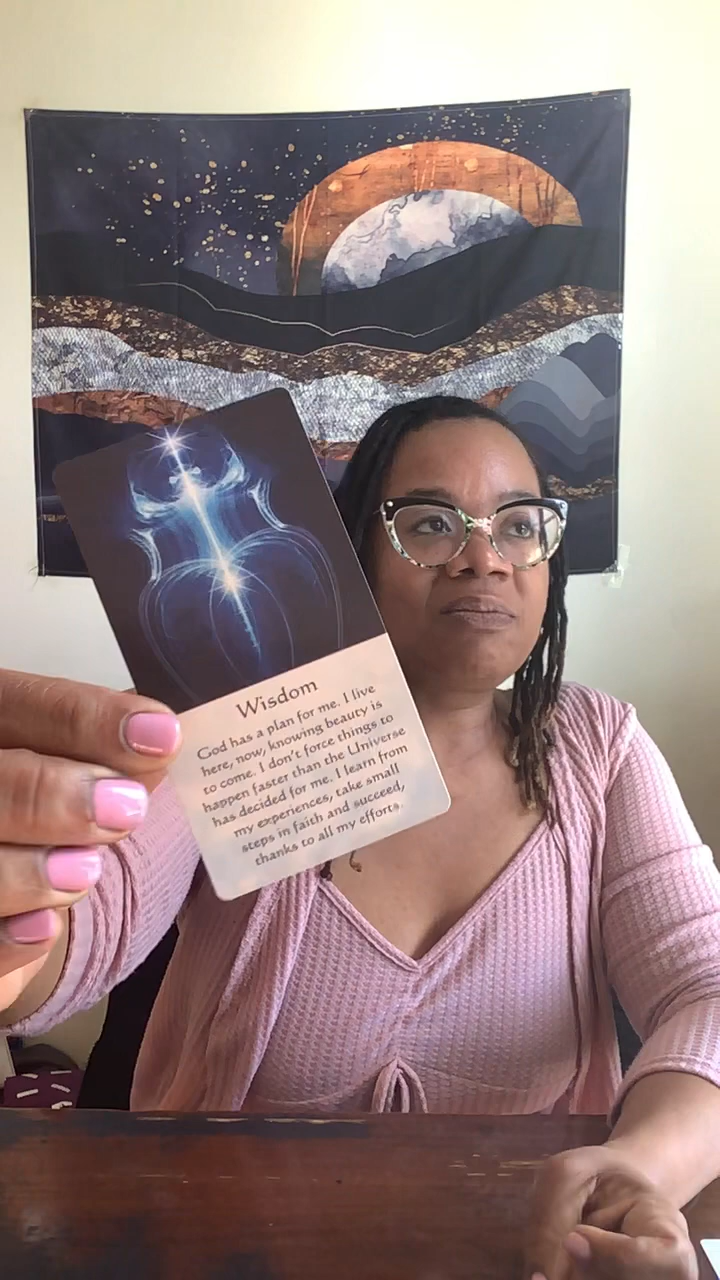 Wisdom
God has a plan for me. I live
here, now, knowing beauty is
to come. I don't force things to
happen faster than the Universe
has decided for me. I learn from
my experiences, take small
steps in faith and succeed,
thanks to all my efforts.